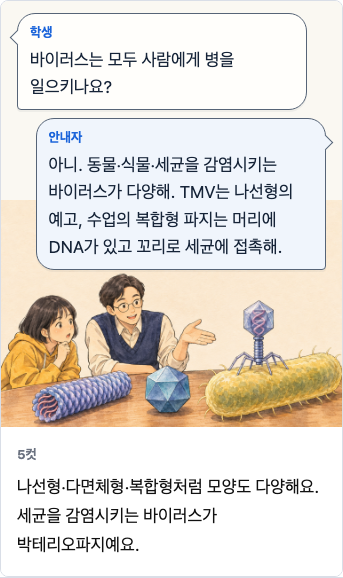 학생
바이러스는 모두 사람에게 병을
일으키나요?
안내자
아니. 동물·식물·세균을 감염시키는
바이러스가 다양해. TMV는 나선형의
예고, 수업의 복합형 파지는 머리에
DNA가 있고 꼬리로 세균에 접촉해.
5컷
나선형·다면체형·복합형처럼 모양도 다양해요.
세균을 감염시키는 바이러스가
박테리오파지예요.